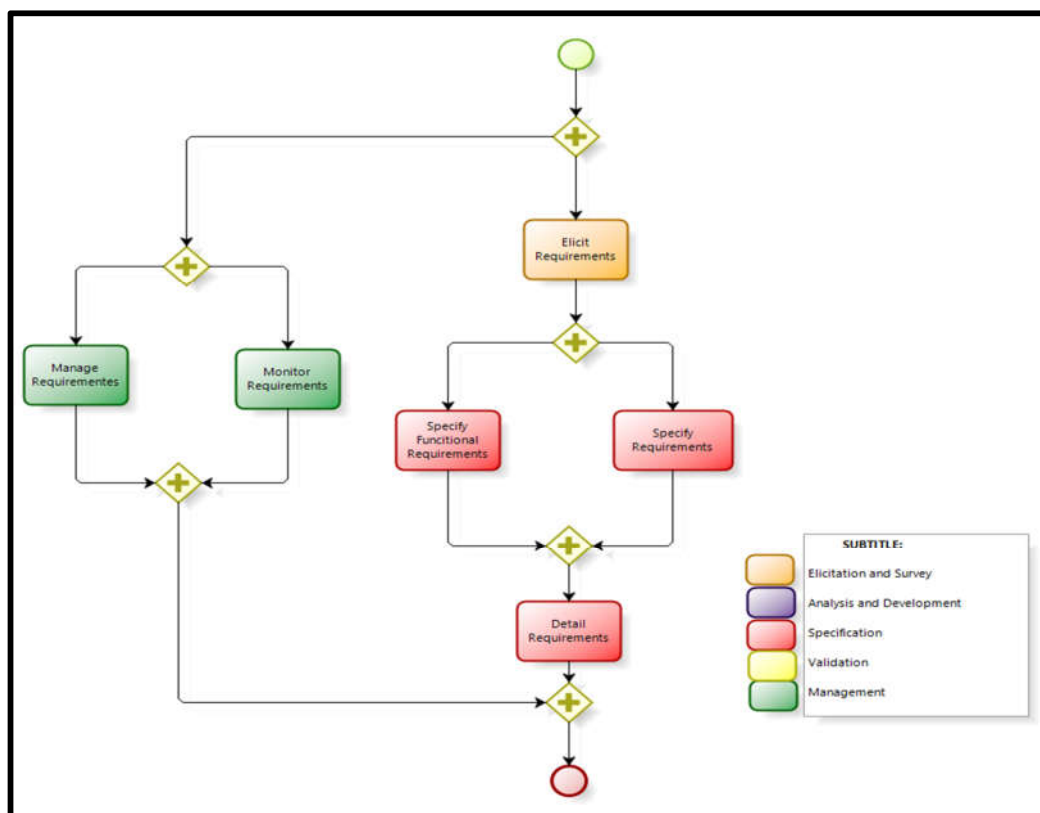 Elicit
Requirements
Manage
Requirementes
Monitor
Requirements
Specify
Funcitional
Requirements
Specify
Requirements
Detail
Requirements
SUBTITLE:
Elicitation and Survey
Analysis and Development
Specification
Validation
Management